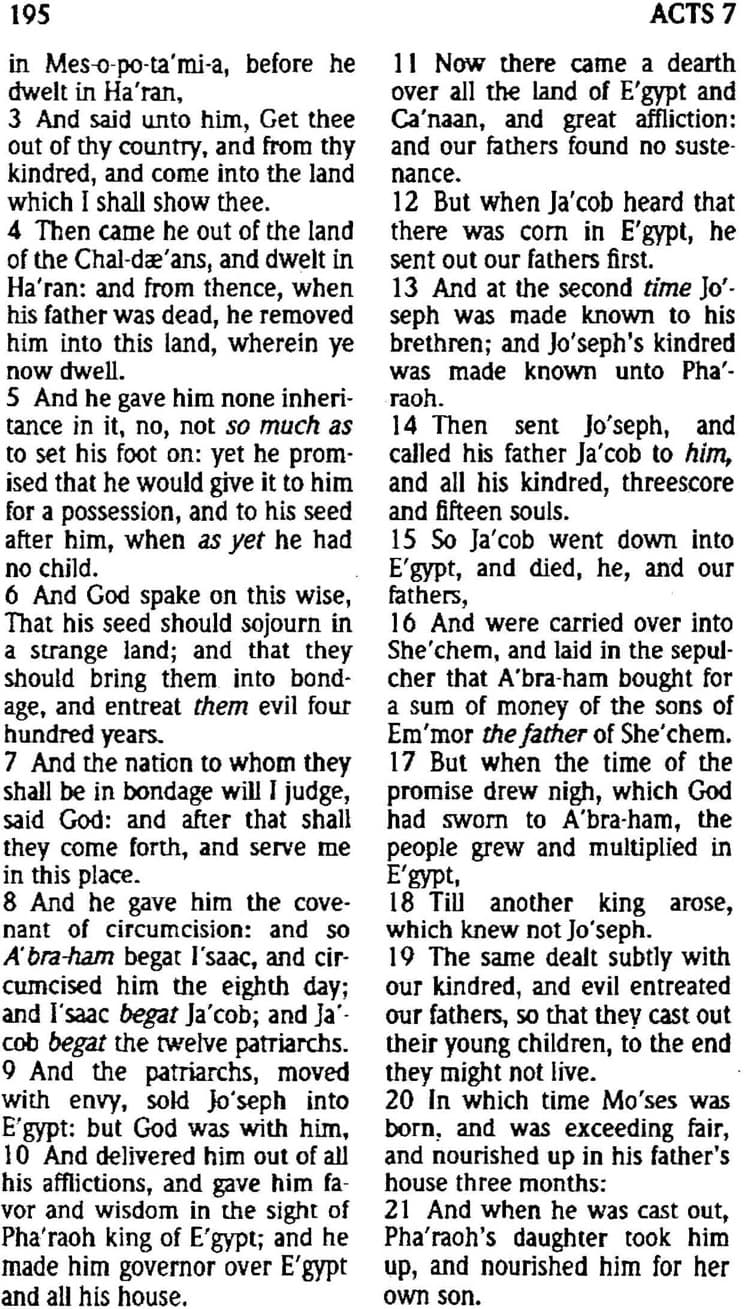 195
ACTS 7
in Mes-o-po-ta'mi-a, before he
dwelt in Ha'ran,
3 And said unto him, Get thee
out of thy country, and from thy
kindred, and come into the land
which I shall show thee.
4 Then came he out of the land
of the Chal-dæ'ans, and dwelt in
Ha'ran: and from thence, when
his father was dead, he removed
him into this land, wherein ye
now dwell.
5 And he gave him none inheri-
tance in it, no, not so much as
to set his foot on: yet he prom-
ised that he would give it to him
for a possession, and to his seed
after him, when as yet he had
no child.
6 And God spake on this wise,
That his seed should sojourn in
a strange land; and that they
should bring them into bond-
age, and entreat them evil four
hundred years.
7 And the nation to whom they
shall be in bondage will I judge,
said God: and after that shall
they come forth, and serve me
in this place.
8 And he gave him the cove-
nant of circumcision: and so
A'bra-ham begat I'saac, and cir-
cumcised him the eighth day;
and I'saac begat Ja'cob; and Ja'-
cob begat the twelve patriarchs.
9 And the patriarchs, moved
with envy, sold Jo'seph into
E'gypt: but God was with him,
10 And delivered him out of all
his afflictions, and gave him fa-
vor and wisdom in the sight of
Pha'raoh king of E'gypt; and he
made him governor over E'gypt
and all his house.
11 Now there came a dearth
over all the land of E'gypt and
Ca'naan, and great affliction:
and our fathers found no suste-
nance.
12 But when Ja'cob heard that
there was corn in E'gypt, he
sent out our fathers first.
13 And at the second time Jo'-
seph was made known to his
brethren; and Jo'seph's kindred
was made known unto Pha'-
raoh.
14 Then sent Jo'seph, and
called his father Ja'cob to him,
and all his kindred, threescore
and fifteen souls.
15 So Ja'cob went down into
E'gypt, and died, he, and our
fathers,
16 And were carried over into
She'chem, and laid in the sepul-
cher that A'bra-ham bought for
a sum of money of the sons of
Em'mor the father of She'chem.
17 But when the time of the
promise drew nigh, which God
had sworn to A'bra-ham, the
people grew and multiplied in
E'gypt,
18 Till another king arose,
which knew not Jo'seph.
19 The same dealt subtly with
our kindred, and evil entreated
our fathers, so that they cast out
their young children, to the end
they might not live.
20 In which time Mo'ses was
born, and was exceeding fair,
and nourished up in his father's
house three months:
21 And when he was cast out,
Pha'raoh's daughter took him
up, and nourished him for her
own son.